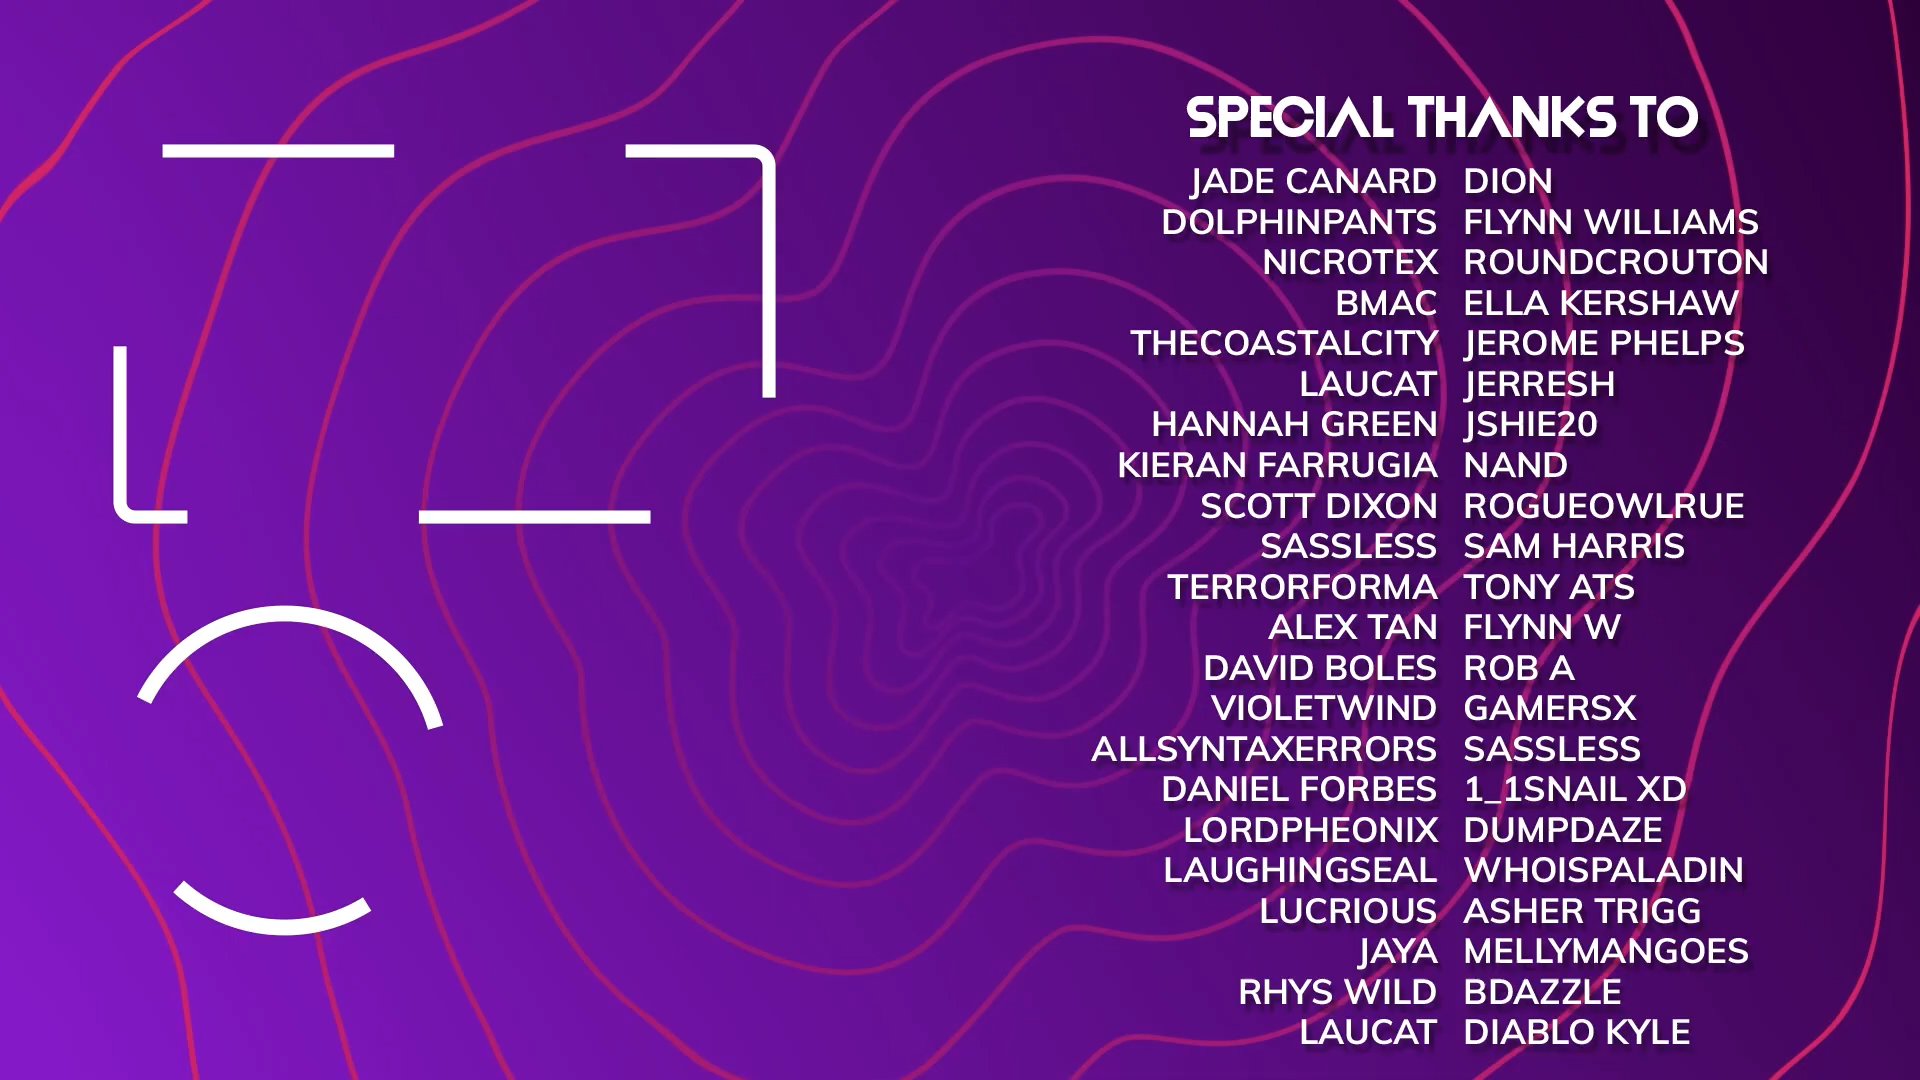 SPECIAL THANKS TO
JADE CANARD DION
DOLPHINPANTS FLYNN WILLIAMS
NICROTEX ROUNDCROUTON
BMAC ELLA KERSHAW
THECOASTALCITY JEROME PHELPS
LAUCAT JERRESH
HANNAH GREEN JSHIE20
KIERAN FARRUGIA NAND
SCOTT DIXON ROGUEOWLRUE
SASSLESS SAM HARRIS
TERRORFORMA TONY ATS
ALEX TAN FLYNN W
DAVID BOLES ROB A
VIOLETWIND GAMERSX
ALLSYNTAXERRORS SASSLESS
DANIEL FORBES 1_1SNAIL XD
LORDPHEONIX DUMPDAZE
LAUGHINGSEAL WHOISPALADIN
LUCRIOUS ASHER TRIGG
JAYA MELLYMANGOES
RHYS WILD BDAZZLE
LAUCAT DIABLO KYLE